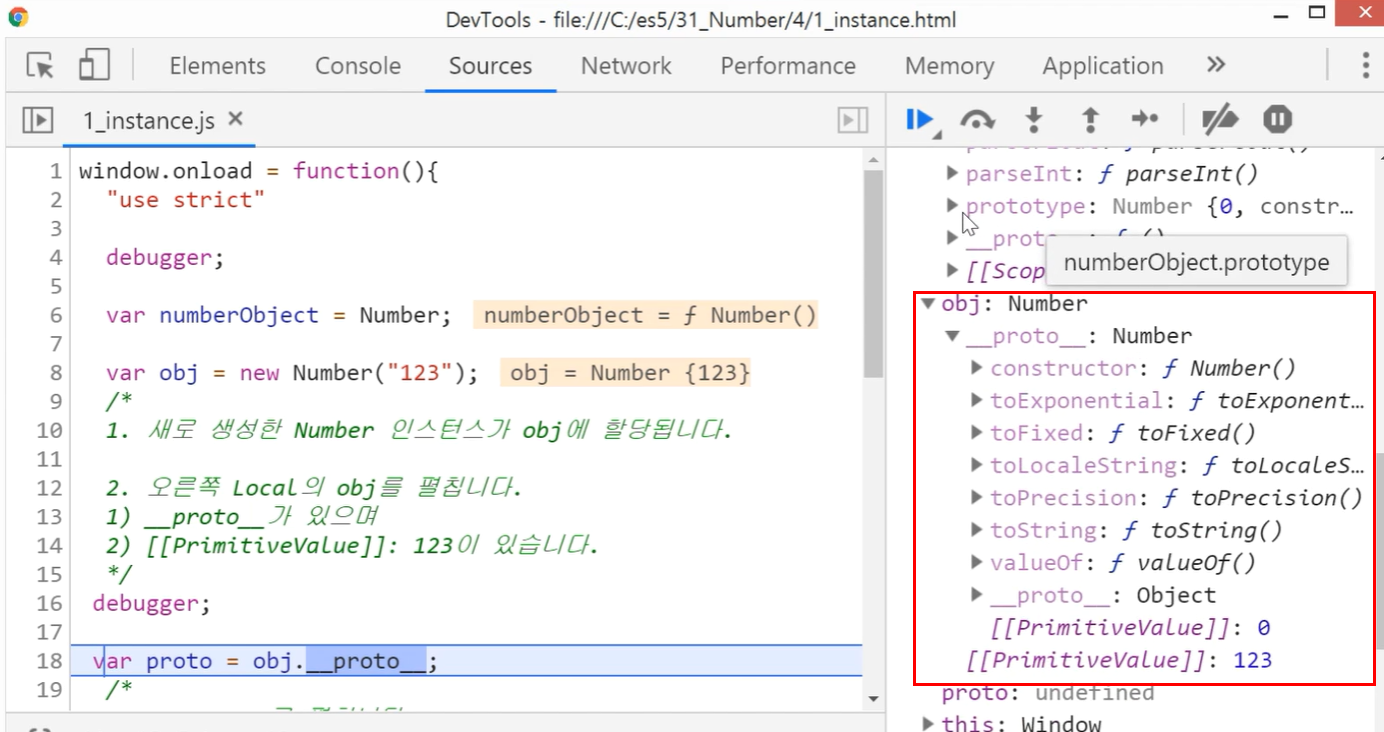 DevTools - file:///C:/es5/31_Number/4/1_instance.html
Elements Console Sources Network Performance Memory Application »
1_instance.js ×
1 window.onload = function(){
2 "use strict"
3
4 debugger;
5
6 var numberObject = Number; numberObject = ƒ Number()
7
8 var obj = new Number("123"); obj = Number {123}
9 /*
10 1. 새로 생성한 Number 인스턴스가 obj에 할당됩니다.
11
12 2. 오른쪽 Local의 obj를 펼칩니다.
13 1) __proto__가 있으며
14 2) [[PrimitiveValue]]: 123이 있습니다.
15 */
16 debugger;
17
18 var proto = obj.__proto__;
19 /*
parseInt: ƒ parseInt()
prototype: Number {0, constr…
numberObject.prototype
[[Scop
obj: Number
__proto__: Number
constructor: ƒ Number()
toExponential: ƒ toExponent…
toFixed: ƒ toFixed()
toLocaleString: ƒ toLocaleS…
toPrecision: ƒ toPrecision()
toString: ƒ toString()
valueOf: ƒ valueOf()
__proto__: Object
[[PrimitiveValue]]: 0
[[PrimitiveValue]]: 123
proto: undefined
this: Window